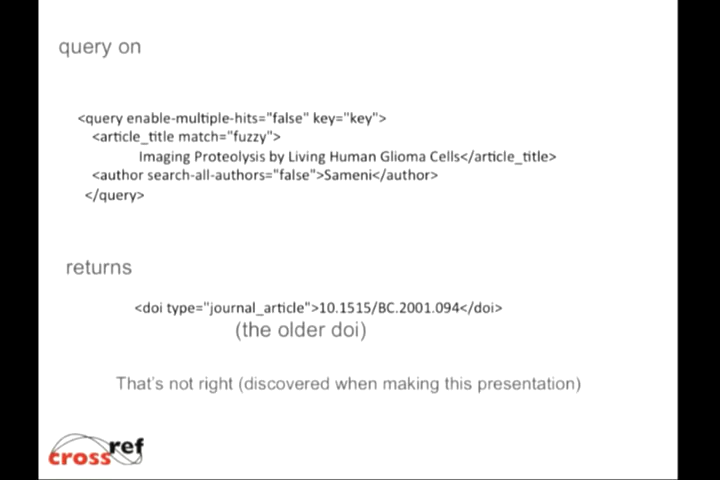 query on
<query enable-multiple-hits="false" key="key">
<article_title match="fuzzy">
Imaging Proteolysis by Living Human Glioma Cells</article_title>
<author search-all-authors="false">Sameni</author>
</query>
returns
<doi type="journal_article">10.1515/BC.2001.094</doi>
(the older doi)
That's not right (discovered when making this presentation)
crossref